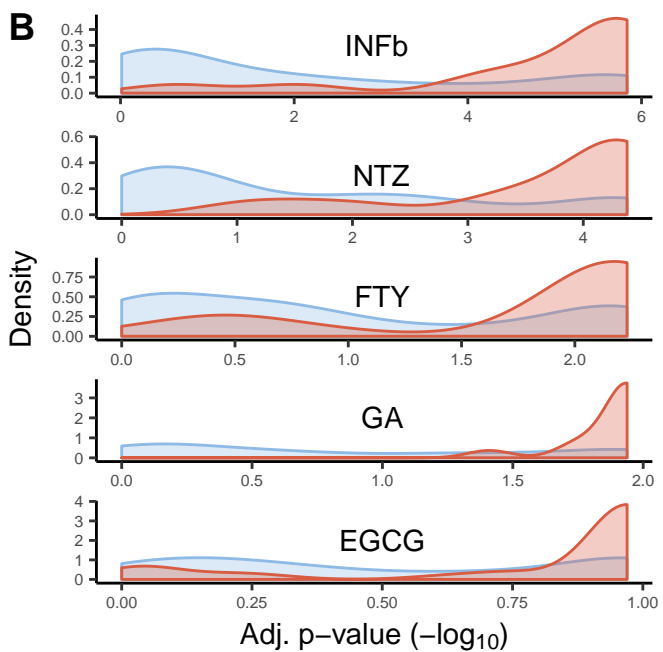 B
INFb
0.4
0.3
0.2
0.1
0.0
0 2 4 6
NTZ
0.6
0.4
0.2
0.0
0 1 2 3 4
FTY
0.75
0.50
0.25
0.00
0.0 0.5 1.0 1.5 2.0
GA
3
2
1
0
0.0 0.5 1.0 1.5 2.0
EGCG
4
3
2
1
0
0.00 0.25 0.50 0.75 1.00
Density
Adj. p−value (−log₁₀)